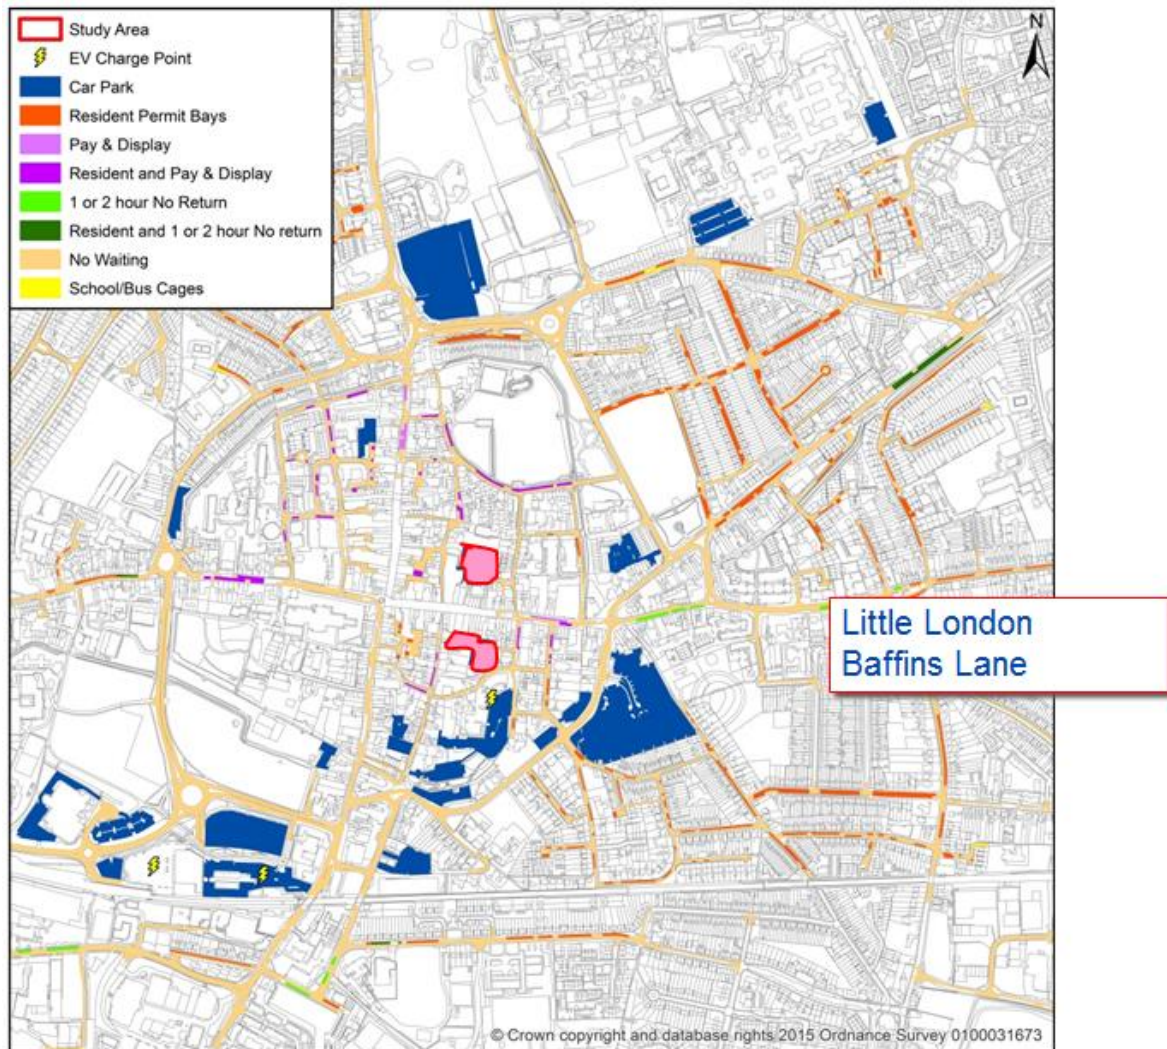 Study Area
EV Charge Point
Car Park
Resident Permit Bays
Pay & Display
Resident and Pay & Display
1 or 2 hour No Return
Resident and 1 or 2 hour No return
No Waiting
School/Bus Cages
N
Little London
Baffins Lane
© Crown copyright and database rights 2015 Ordnance Survey 0100031673